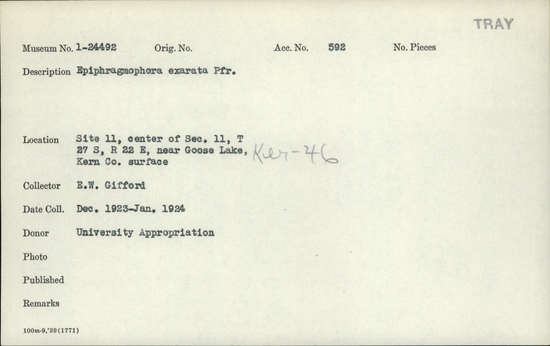 TRAY
Museum No. 1-24492 Orig. No. Acc. No. 592 No. Pieces
Description Epiphragmophora exarata Pfr.
Location Site 11, center of Sec. 11, T
27 S, R 22 E, near Goose Lake, Ker-46
Kern Co. surface
Collector E.W. Gifford
Date Coll. Dec. 1923-Jan. 1924
Donor University Appropriation
Photo
Published
Remarks
100m-9,'39(1771)